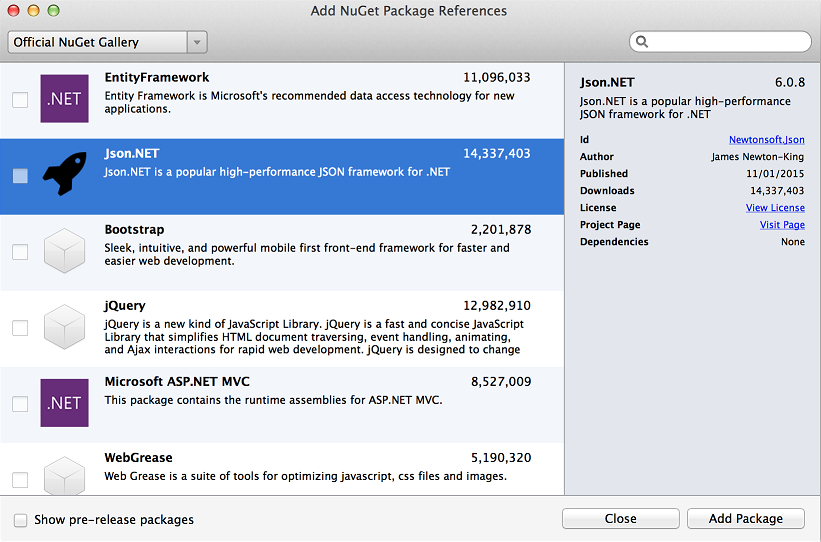 Add NuGet Package References
Official NuGet Gallery
EntityFramework 11,096,033
Entity Framework is Microsoft's recommended data access technology for new
applications.
.NET
Json.NET 14,337,403
Json.NET is a popular high-performance JSON framework for .NET
Bootstrap 2,201,878
Sleek, intuitive, and powerful mobile first front-end framework for faster and
easier web development.
jQuery 12,982,910
jQuery is a new kind of JavaScript Library. jQuery is a fast and concise JavaScript
Library that simplifies HTML document traversing, event handling, animating,
and Ajax interactions for rapid web development. jQuery is designed to change
Microsoft ASP.NET MVC 8,527,009
.NET
This package contains the runtime assemblies for ASP.NET MVC.
WebGrease 5,190,320
Web Grease is a suite of tools for optimizing javascript, css files and images.
Json.NET 6.0.8
Json.NET is a popular high-performance
JSON framework for .NET
Id Newtonsoft.Json
Author James Newton-King
Published 11/01/2015
Downloads 14,337,403
License View License
Project Page Visit Page
Dependencies None
Show pre-release packages
Close
Add Package